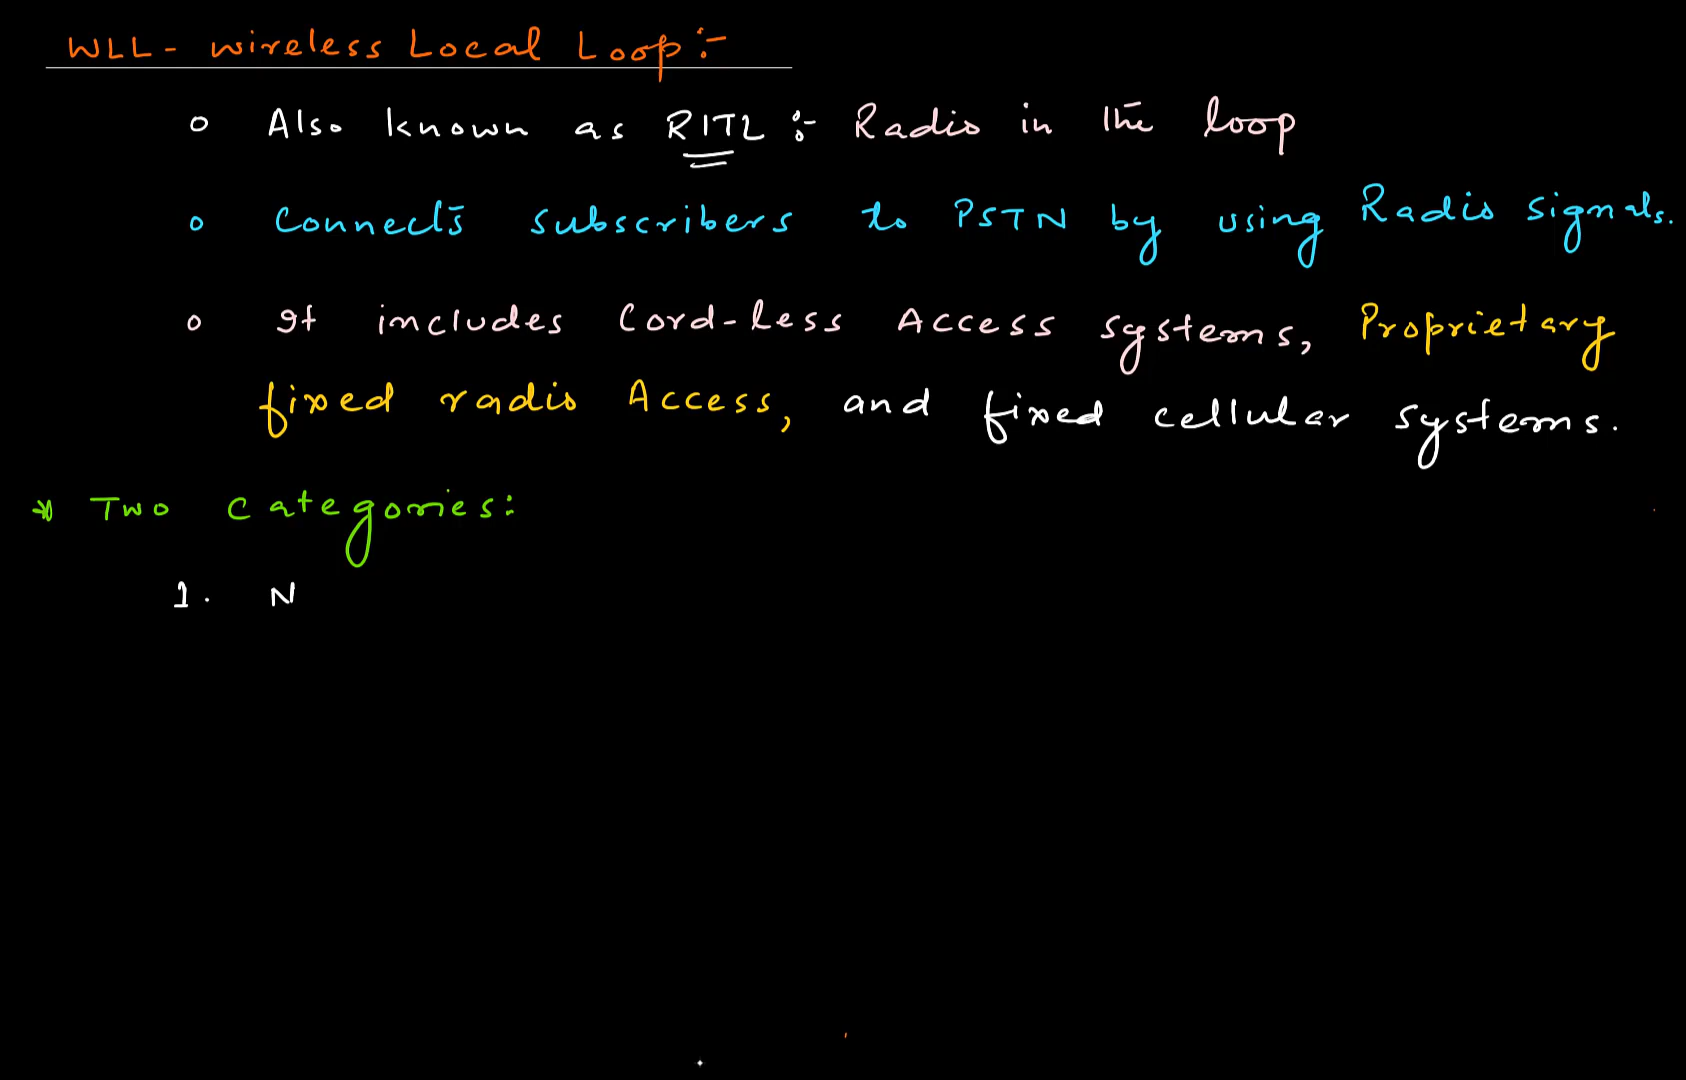 WLL - Wireless Local Loop :-
o Also known as RITL :- Radio in the loop
o Connects subscribers to PSTN by using Radio signals.
o It includes Cord-less Access systems, Proprietary
fixed radio Access, and fixed cellular systems.
* Two categories:
1. N